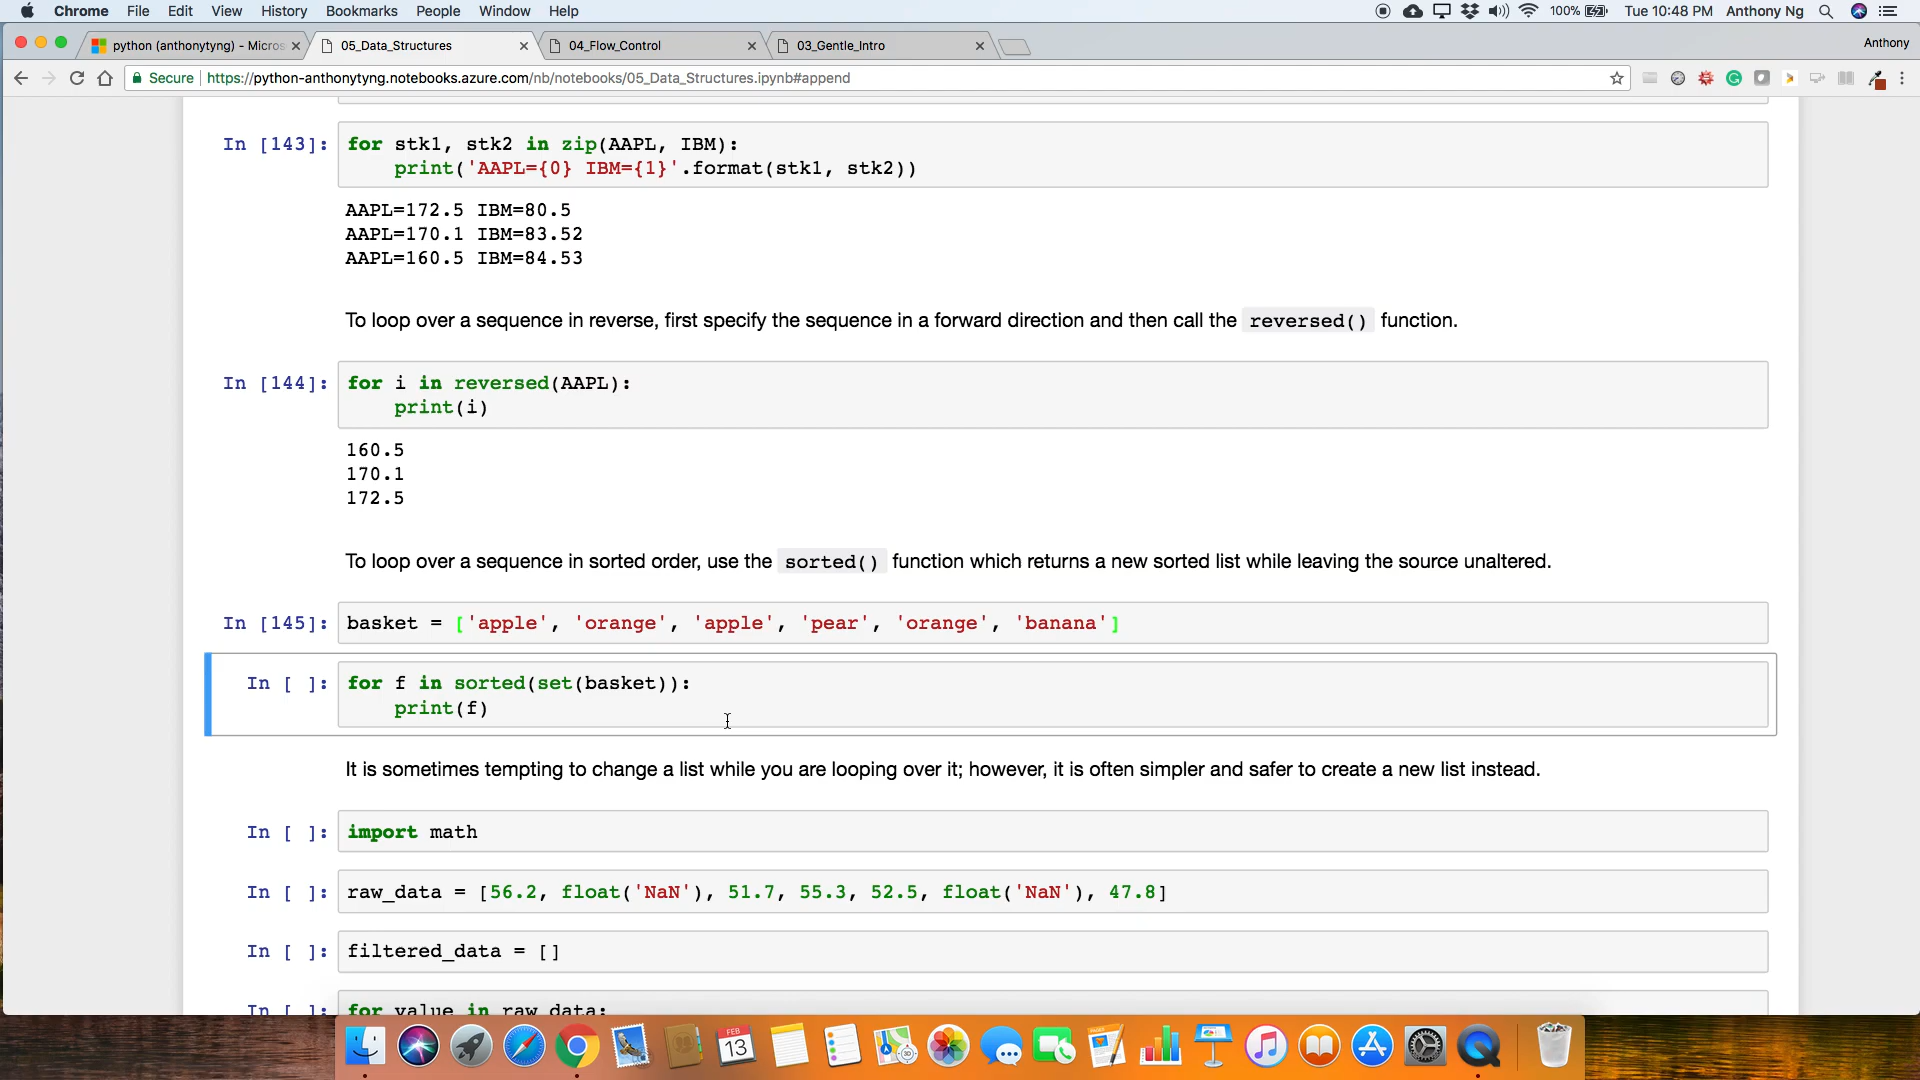 Chrome File Edit View History Bookmarks People Window Help 100% Tue 10:48 PM Anthony Ng
python (anthonytyng) - Micros 05_Data_Structures 04_Flow_Control 03_Gentle_Intro Anthony
Secure https://python-anthonytyng.notebooks.azure.com/nb/notebooks/05_Data_Structures.ipynb#append
In [143]: for stk1, stk2 in zip(AAPL, IBM):
print('AAPL={0} IBM={1}'.format(stk1, stk2))
AAPL=172.5 IBM=80.5
AAPL=170.1 IBM=83.52
AAPL=160.5 IBM=84.53
To loop over a sequence in reverse, first specify the sequence in a forward direction and then call the reversed() function.
In [144]: for i in reversed(AAPL):
print(i)
160.5
170.1
172.5
To loop over a sequence in sorted order, use the sorted() function which returns a new sorted list while leaving the source unaltered.
In [145]: basket = ['apple', 'orange', 'apple', 'pear', 'orange', 'banana']
In [ ]: for f in sorted(set(basket)):
print(f)
It is sometimes tempting to change a list while you are looping over it; however, it is often simpler and safer to create a new list instead.
In [ ]: import math
In [ ]: raw_data = [56.2, float('NaN'), 51.7, 55.3, 52.5, float('NaN'), 47.8]
In [ ]: filtered_data = []
In [ ]: for value in raw_data:
FEB
13